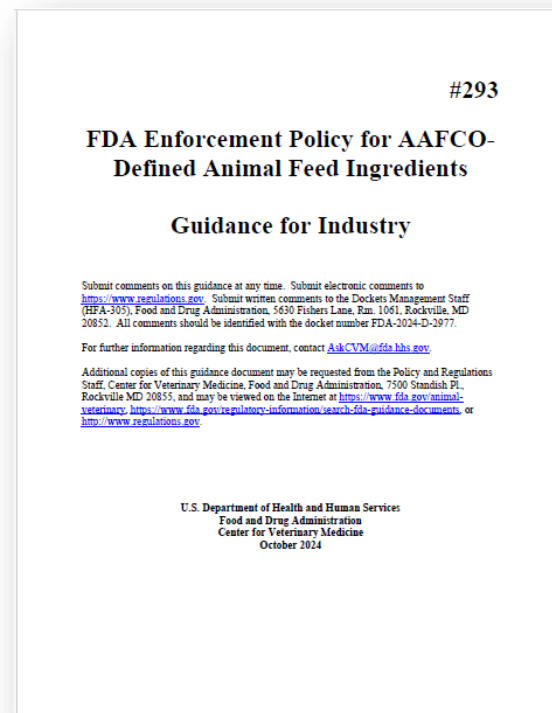 #293
FDA Enforcement Policy for AAFCO-
Defined Animal Feed Ingredients
Guidance for Industry
Submit comments on this guidance at any time.  Submit electronic comments to
https://www.regulations.gov.  Submit written comments to the Dockets Management Staff
(HFA-305), Food and Drug Administration, 5630 Fishers Lane, Rm. 1061, Rockville, MD
20852.  All comments should be identified with the docket number FDA-2024-D-2977.
For further information regarding this document, contact AskCVM@fda.hhs.gov.
Additional copies of this guidance document may be requested from the Policy and Regulations
Staff, Center for Veterinary Medicine, Food and Drug Administration, 7500 Standish Pl.,
Rockville MD 20855, and may be viewed on the Internet at https://www.fda.gov/animal-
veterinary, https://www.fda.gov/regulatory-information/search-fda-guidance-documents, or
http://www.regulations.gov.
U.S. Department of Health and Human Services
Food and Drug Administration
Center for Veterinary Medicine
October 2024